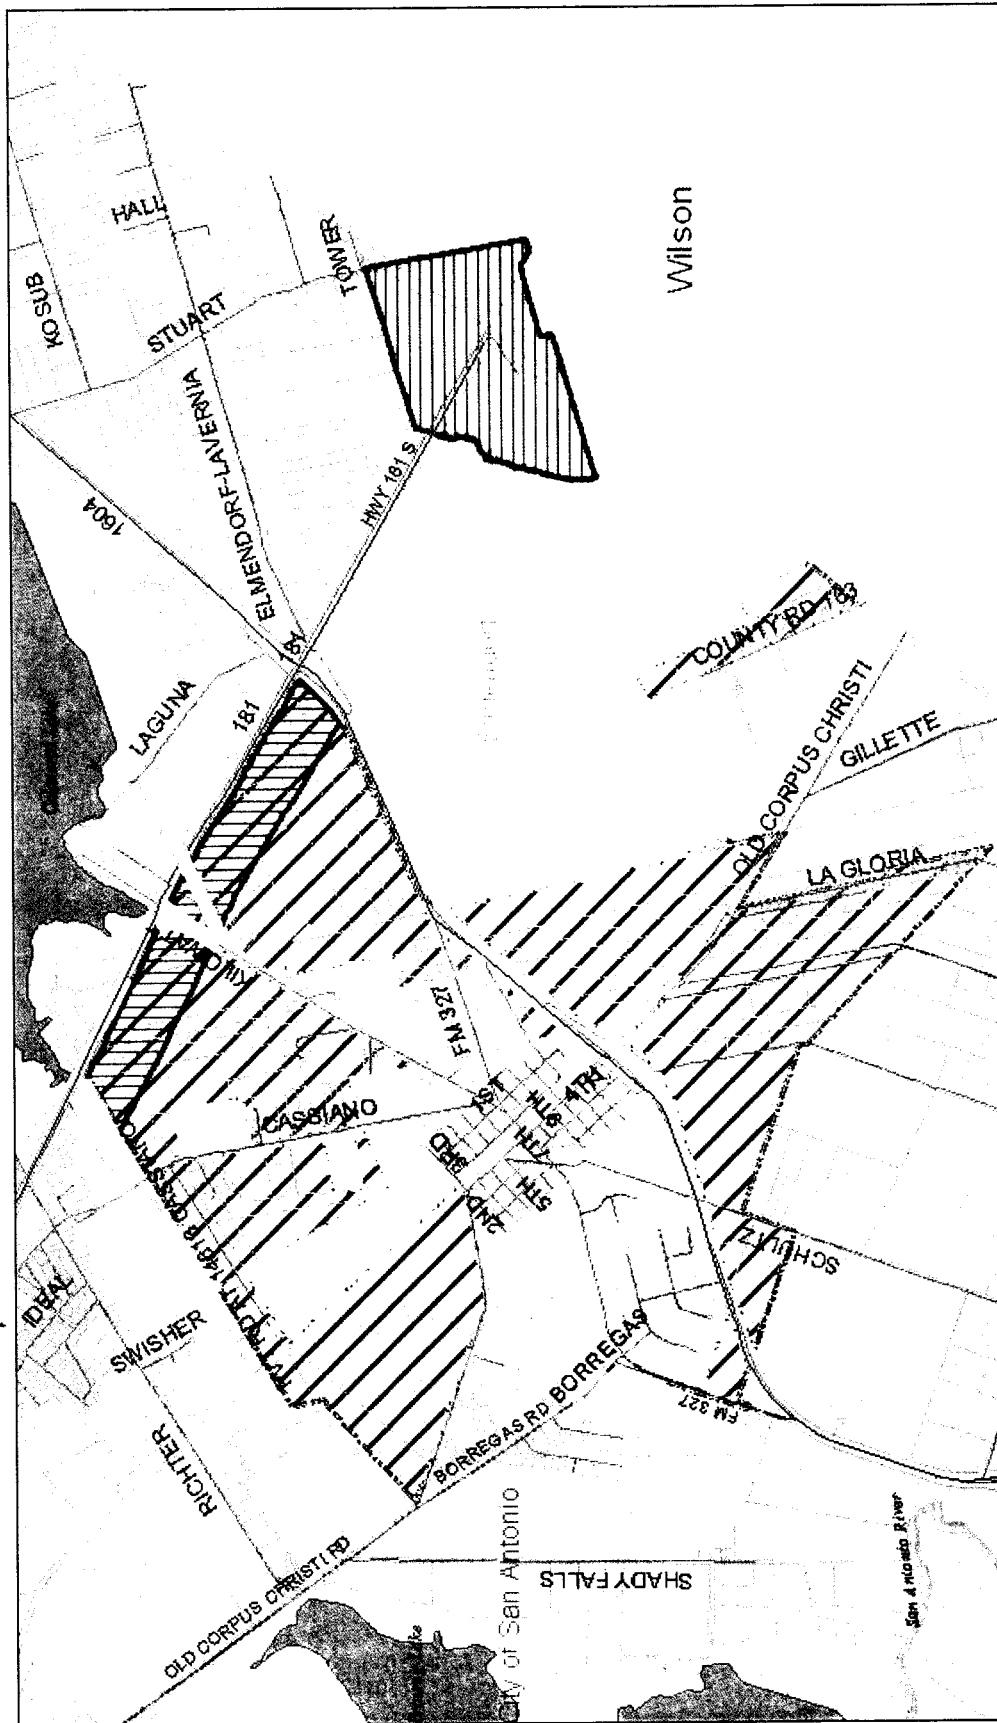 KOSUB
HALL
STUART
TOWER
1604
ELMENDORF-LAVERNIA
Wilson
HWY 181 S
181
LAGUNA
181
COUNTY RD 163
OLD CORPUS CHRISTI
GILLETTE
LA GLORIA
FM 327
CASSIANO
1ST
3RD
9TH
4TH
7TH
2ND
5TH
IDEAL
SWISHER
RICHTER
SCHULTZ
BORREGAS
BORREGAS RD
FM 327
OLD CORPUS CHRISTI RD
City of San Antonio
SHADY FALLS
San Antonio River